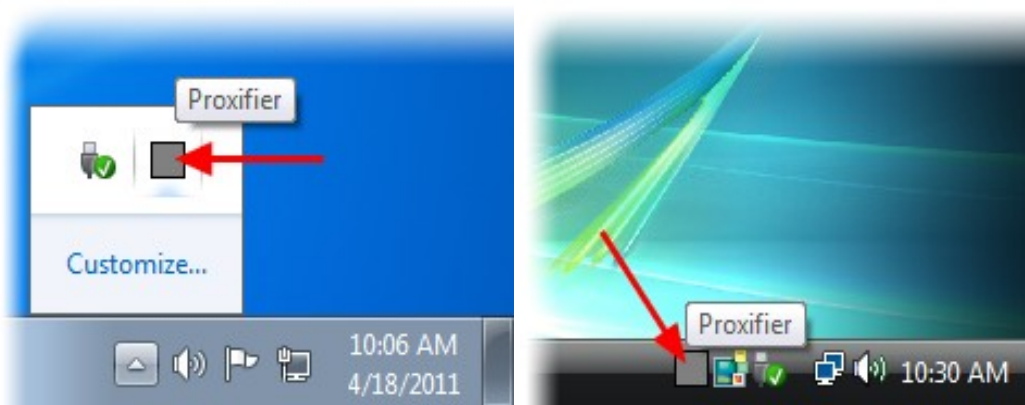 Proxifier
Customize...
10:06 AM
4/18/2011
Proxifier
10:30 AM